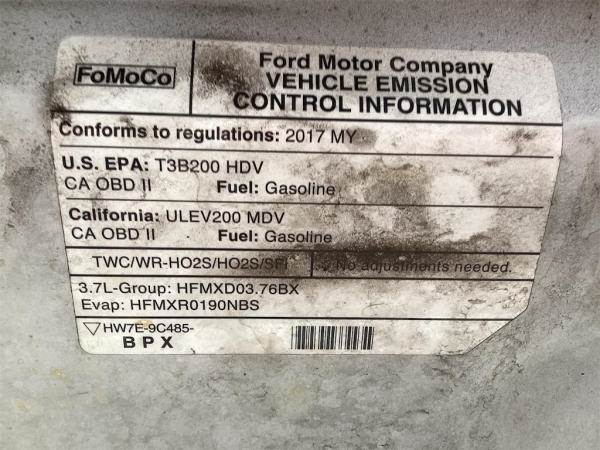 FoMoCo
Ford Motor Company
VEHICLE EMISSION
CONTROL INFORMATION
Conforms to regulations: 2017 MY
U.S. EPA: T3B200 HDV
CA OBD II Fuel: Gasoline
California: ULEV200 MDV
CA OBD II Fuel: Gasoline
TWC/WR-HO2S/HO2S/SFI No adjustments needed.
3.7L-Group: HFMXD03.76BX
Evap: HFMXR0190NBS
HW7E-9C485-
BPX